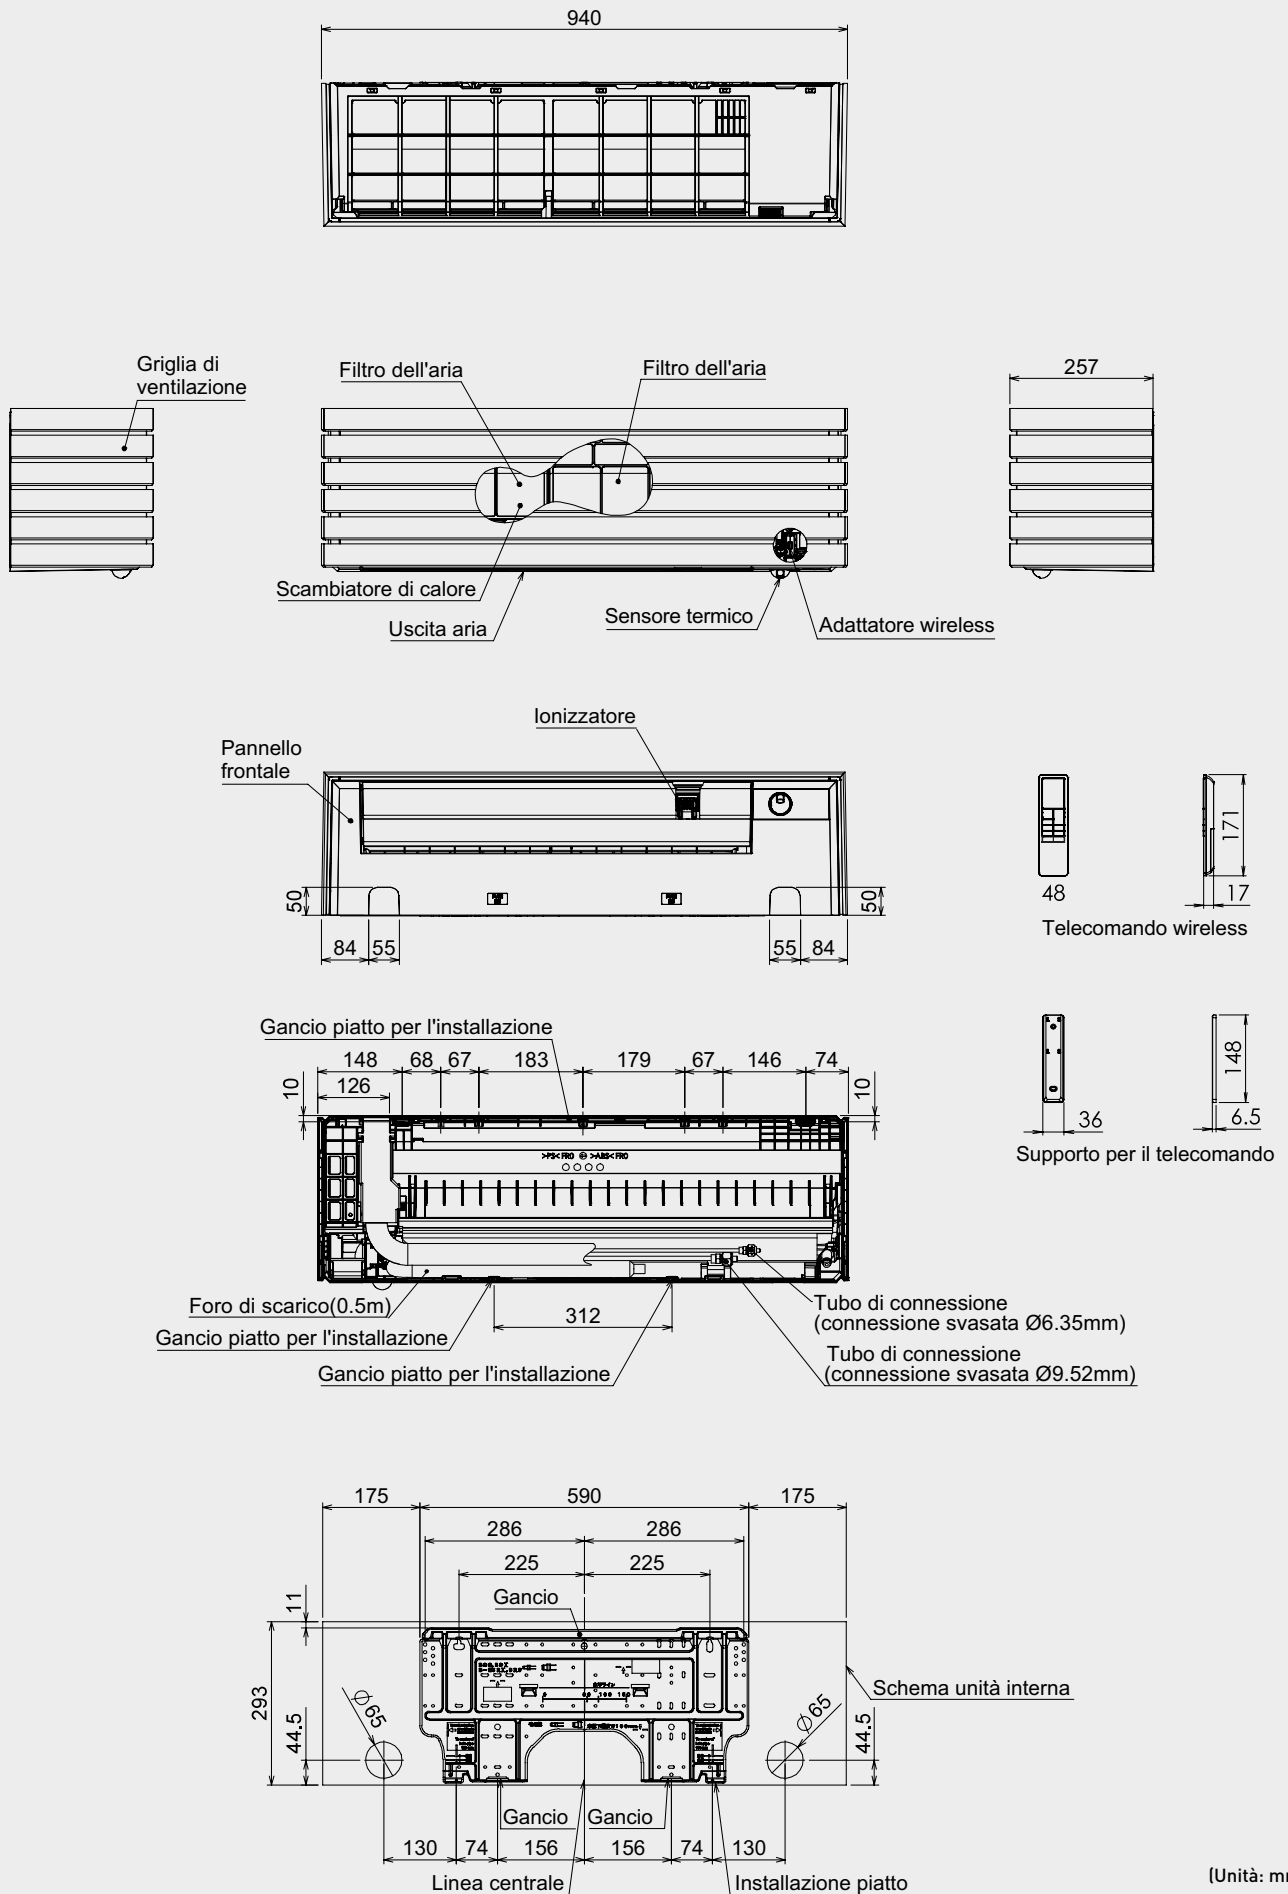 940
Griglia di
ventilazione
Filtro dell'aria
Filtro dell'aria
257
Scambiatore di calore
Uscita aria
Sensore termico
Adattatore wireless
Ionizzatore
Pannello
frontale
50
50
84 55
55 84
48
171
17
Telecomando wireless
Gancio piatto per l'installazione
148 68 67 183 179 67 146 74
126
10
10
>PS<FR0 >ABS<FR0
148
36
6.5
Supporto per il telecomando
Foro di scarico(0.5m)
312
Gancio piatto per l'installazione
Gancio piatto per l'installazione
Tubo di connessione
(connessione svasata Ø6.35mm)
Tubo di connessione
(connessione svasata Ø9.52mm)
175 590 175
286 286
225 225
Gancio
11
293
44.5
Ø65
Ø65
44.5
Schema unità interna
Gancio Gancio
130 74 156 156 74 130
Linea centrale
Installazione piatto
(Unità: m